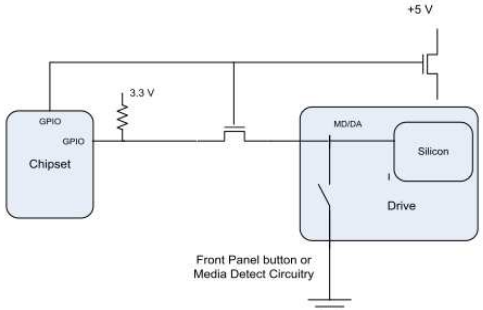 +5 V
3.3 V
GPIO
GPIO
Chipset
MD/DA
Silicon
I
Drive
Front Panel button or
Media Detect Circuitry